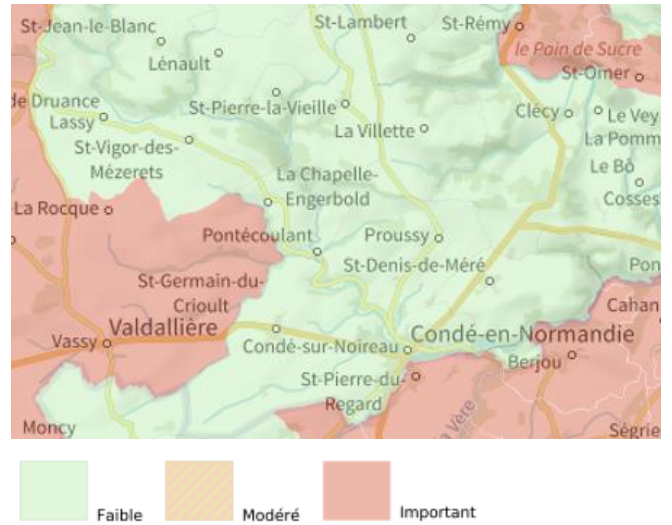 St-Jean-le-Blanc
St-Lambert
St-Rémy
le Pain de Sucre
Lénault
St-Omer
de Druance
St-Pierre-la-Vieille
Clécy
Le Vey
Lassy
La Villette
La Pomm
St-Vigor-des-
Mézerets
Le Bô
La Chapelle-
Engerbold
Cosses
La Rocque
Pontécoulant
Proussy
St-Denis-de-Méré
Pon
St-Germain-du-
Crioult
Cahan
Valdallière
Condé-en-Normandie
Vassy
Condé-sur-Noireau
Berjou
St-Pierre-du-
Regard
la Vère
Moncy
Ségrie
Faible
Modéré
Important